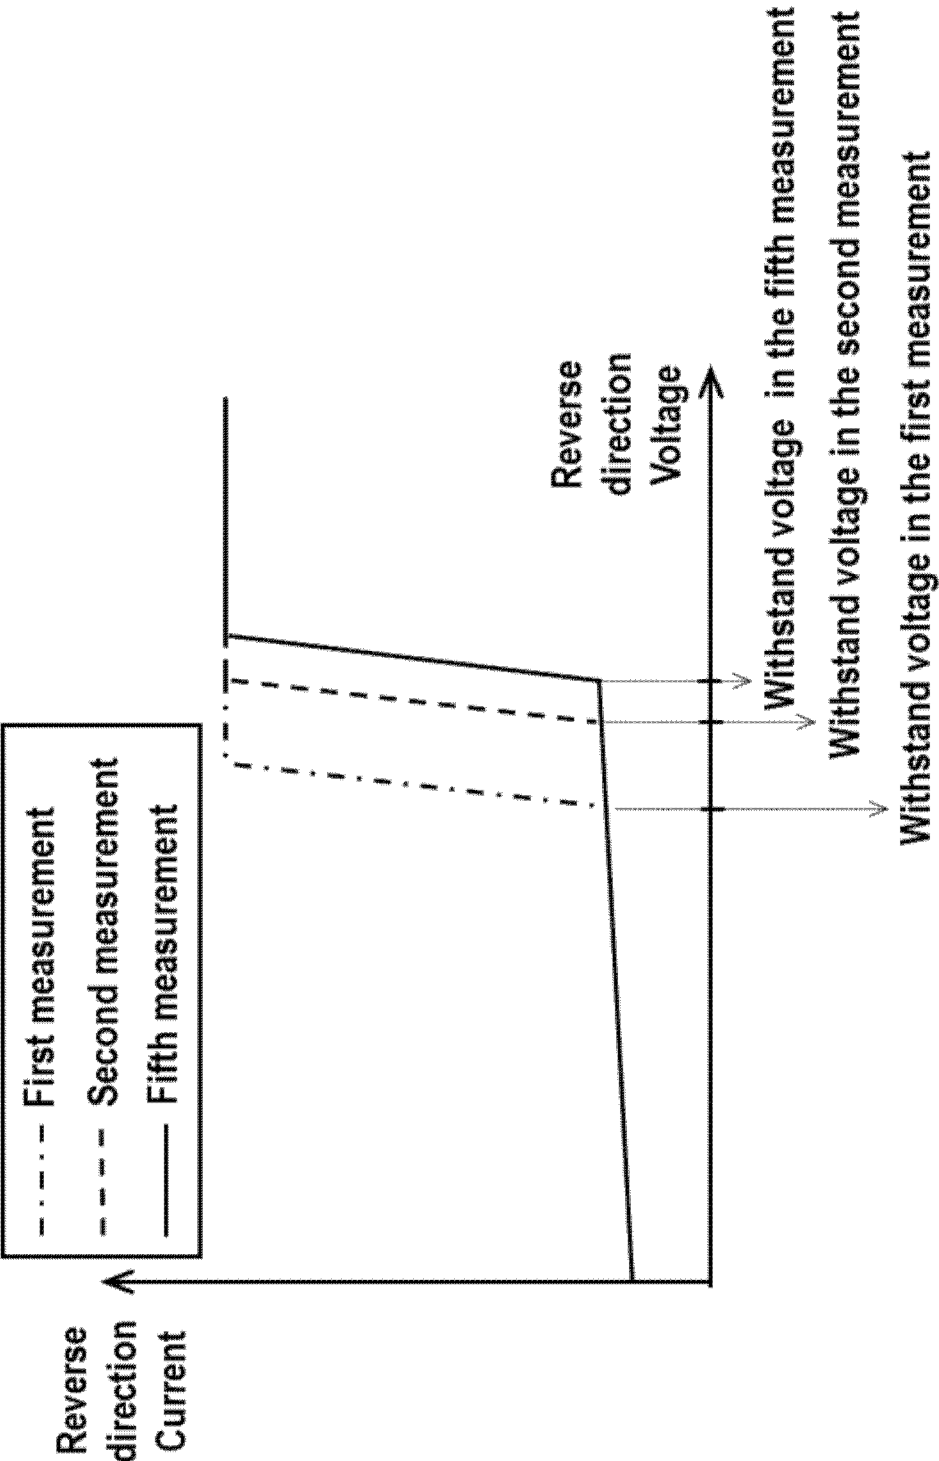 Reverse
direction
Current
First measurement
Second measurement
Fifth measurement
Reverse
direction
Voltage
Withstand voltage in the fifth measurement
Withstand voltage in the second measurement
Withstand voltage in the first measurement